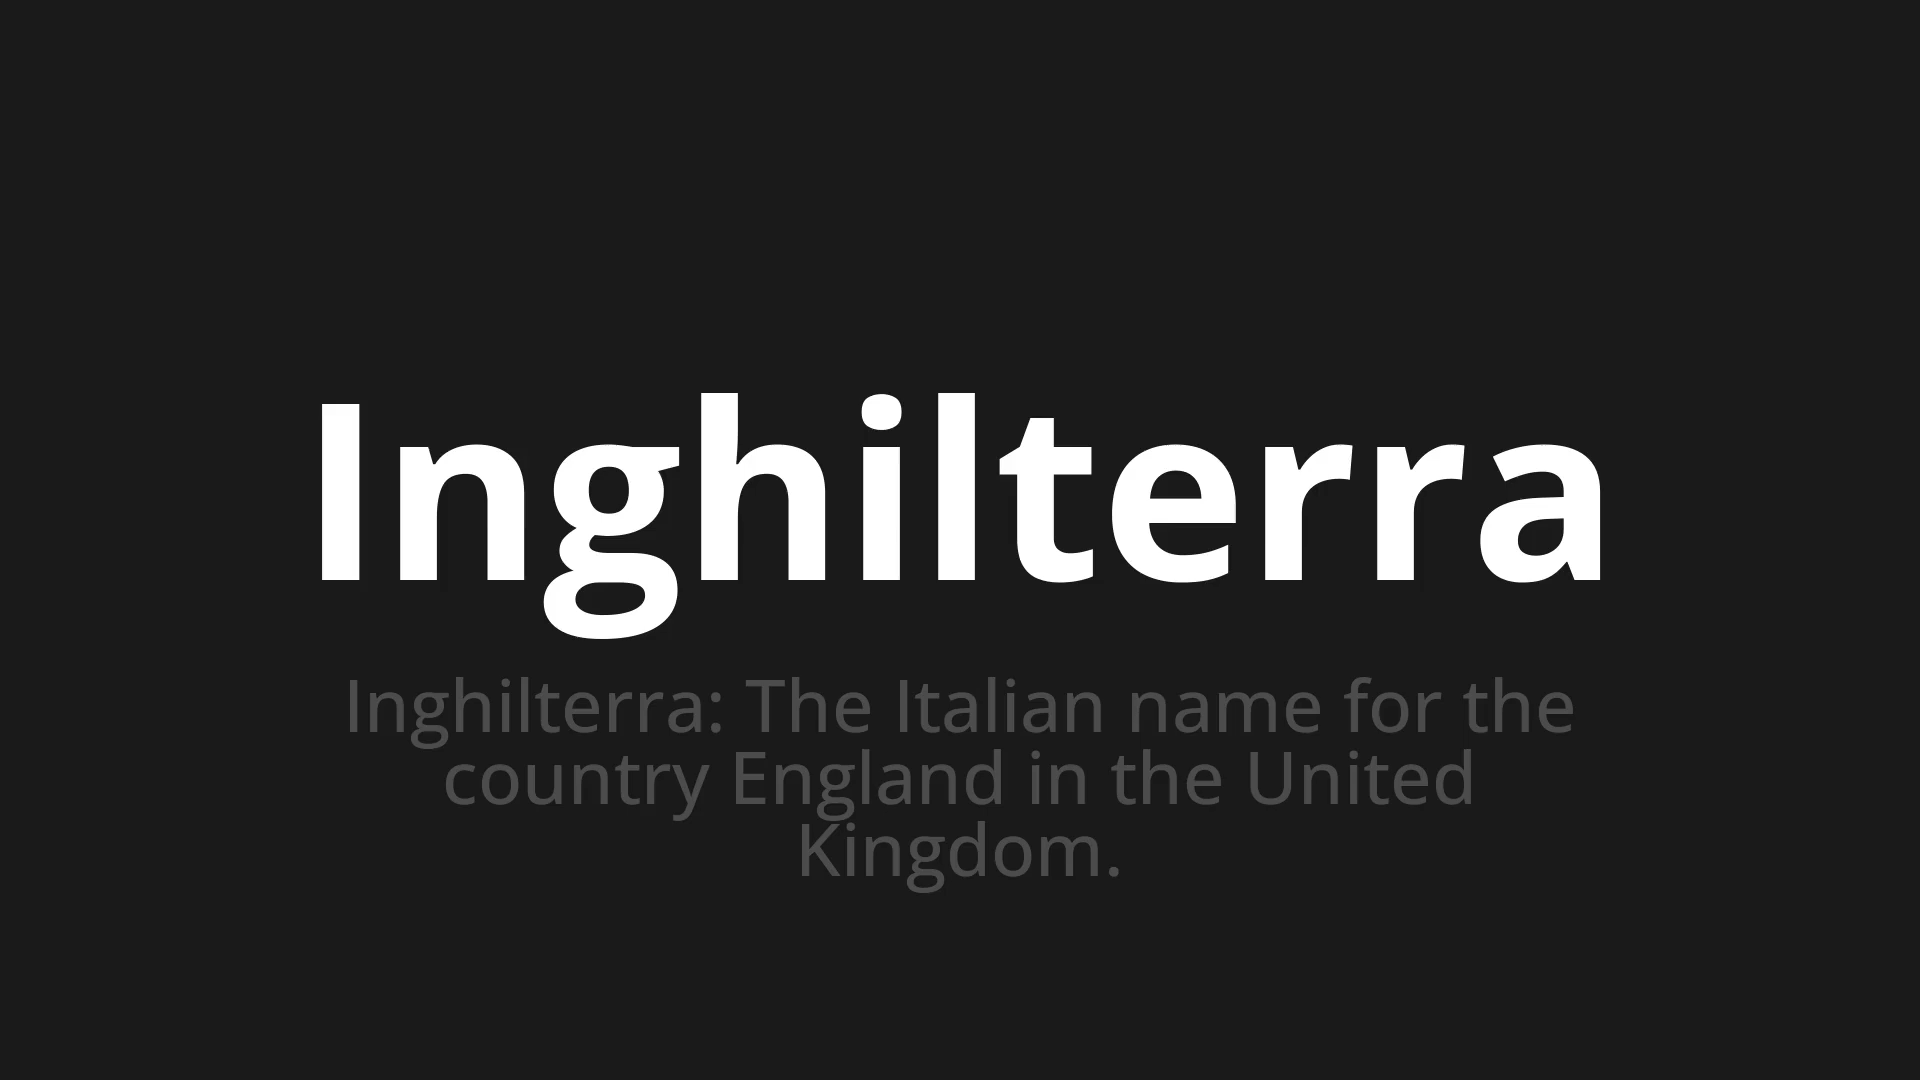 Inghilterra
Inghilterra: The Italian name for the
country England in the United
Kingdom.